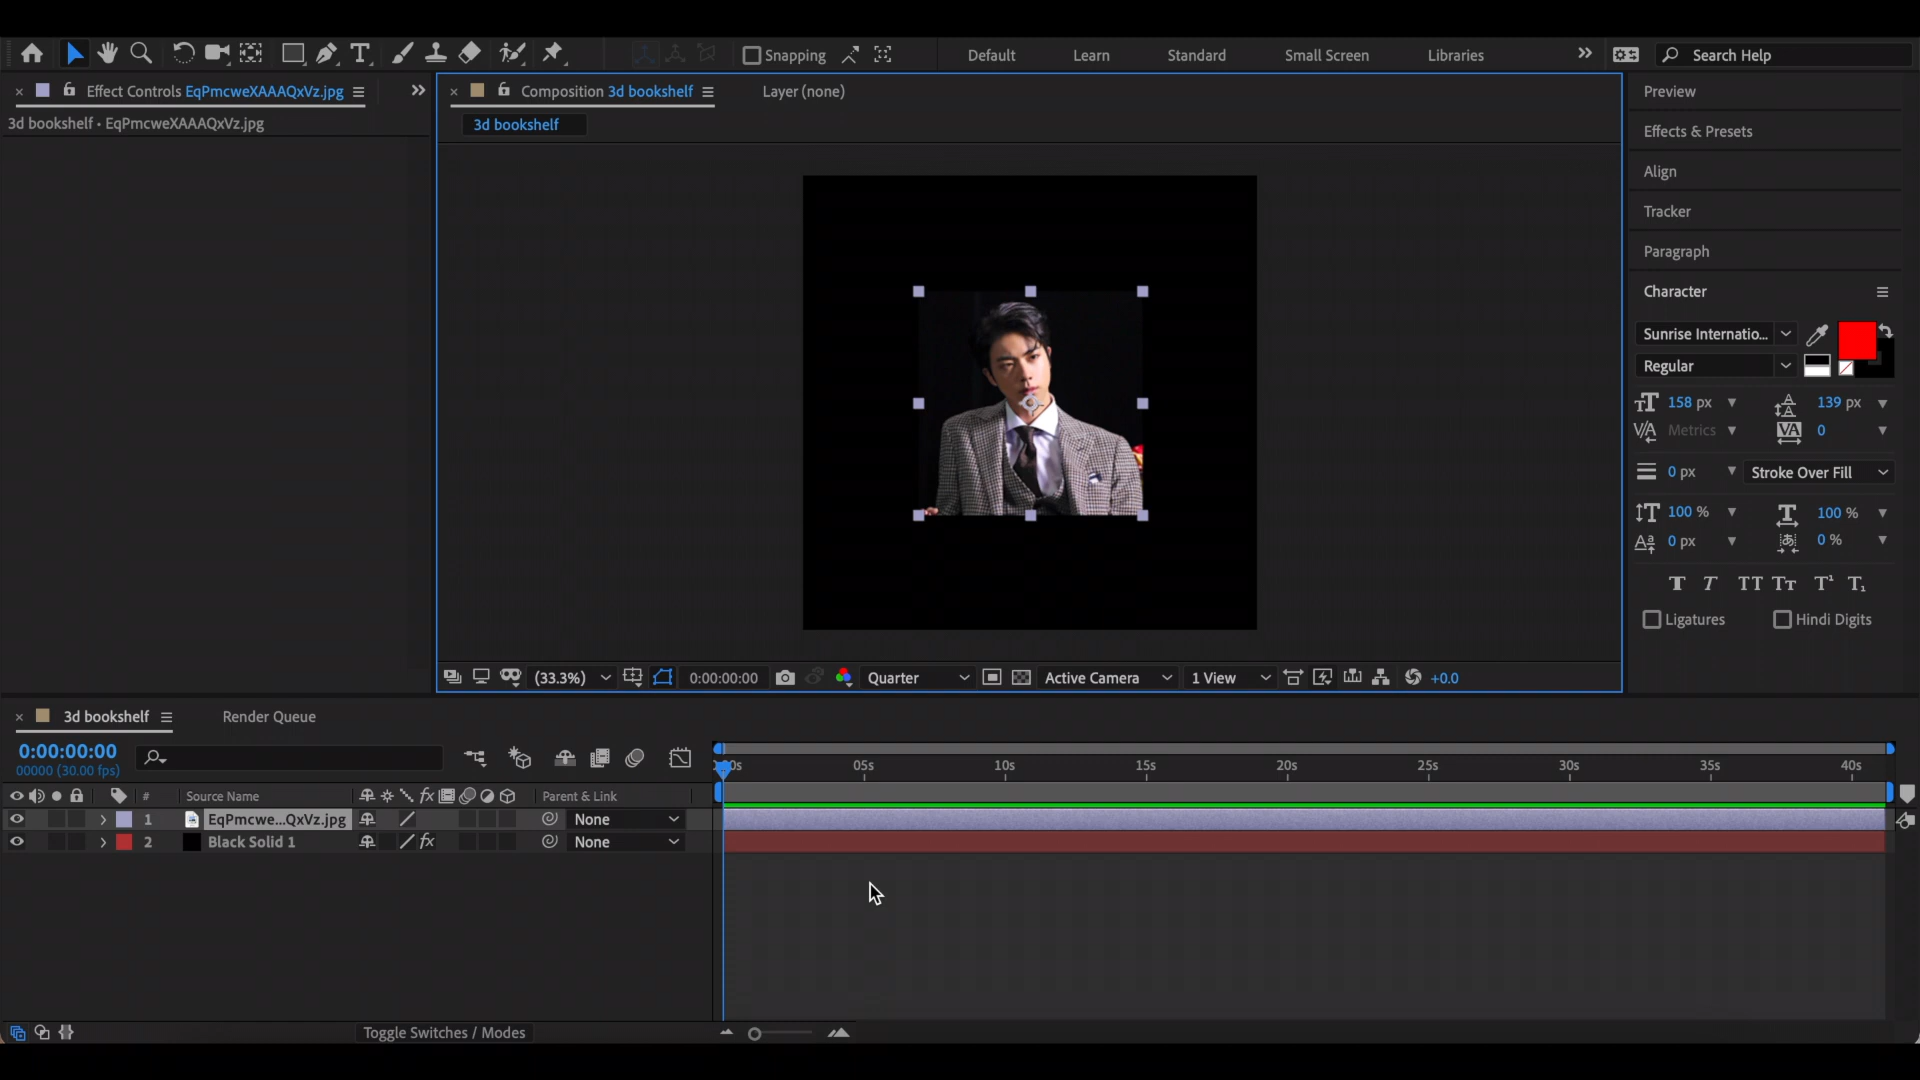 Snapping
Default
Learn
Standard
Small Screen
Libraries
Search Help
Effect Controls EqPmcweXAAAQxVz.jpg
3d bookshelf • EqPmcweXAAAQxVz.jpg
Composition 3d bookshelf
Layer (none)
3d bookshelf
Preview
Effects & Presets
Align
Tracker
Paragraph
Character
Sunrise Internatio...
Regular
158 px
139 px
Metrics
0
0 px
Stroke Over Fill
100 %
100 %
0 px
0 %
Ligatures
Hindi Digits
(33.3%)
0:00:00:00
Quarter
Active Camera
1 View
+0.0
3d bookshelf
Render Queue
0:00:00:00
00000 (30.00 fps)
05s
10s
15s
20s
25s
30s
35s
40s
# Source Name
Parent & Link
1 EqPmcwe...QxVz.jpg
None
2 Black Solid 1
None
Toggle Switches / Modes